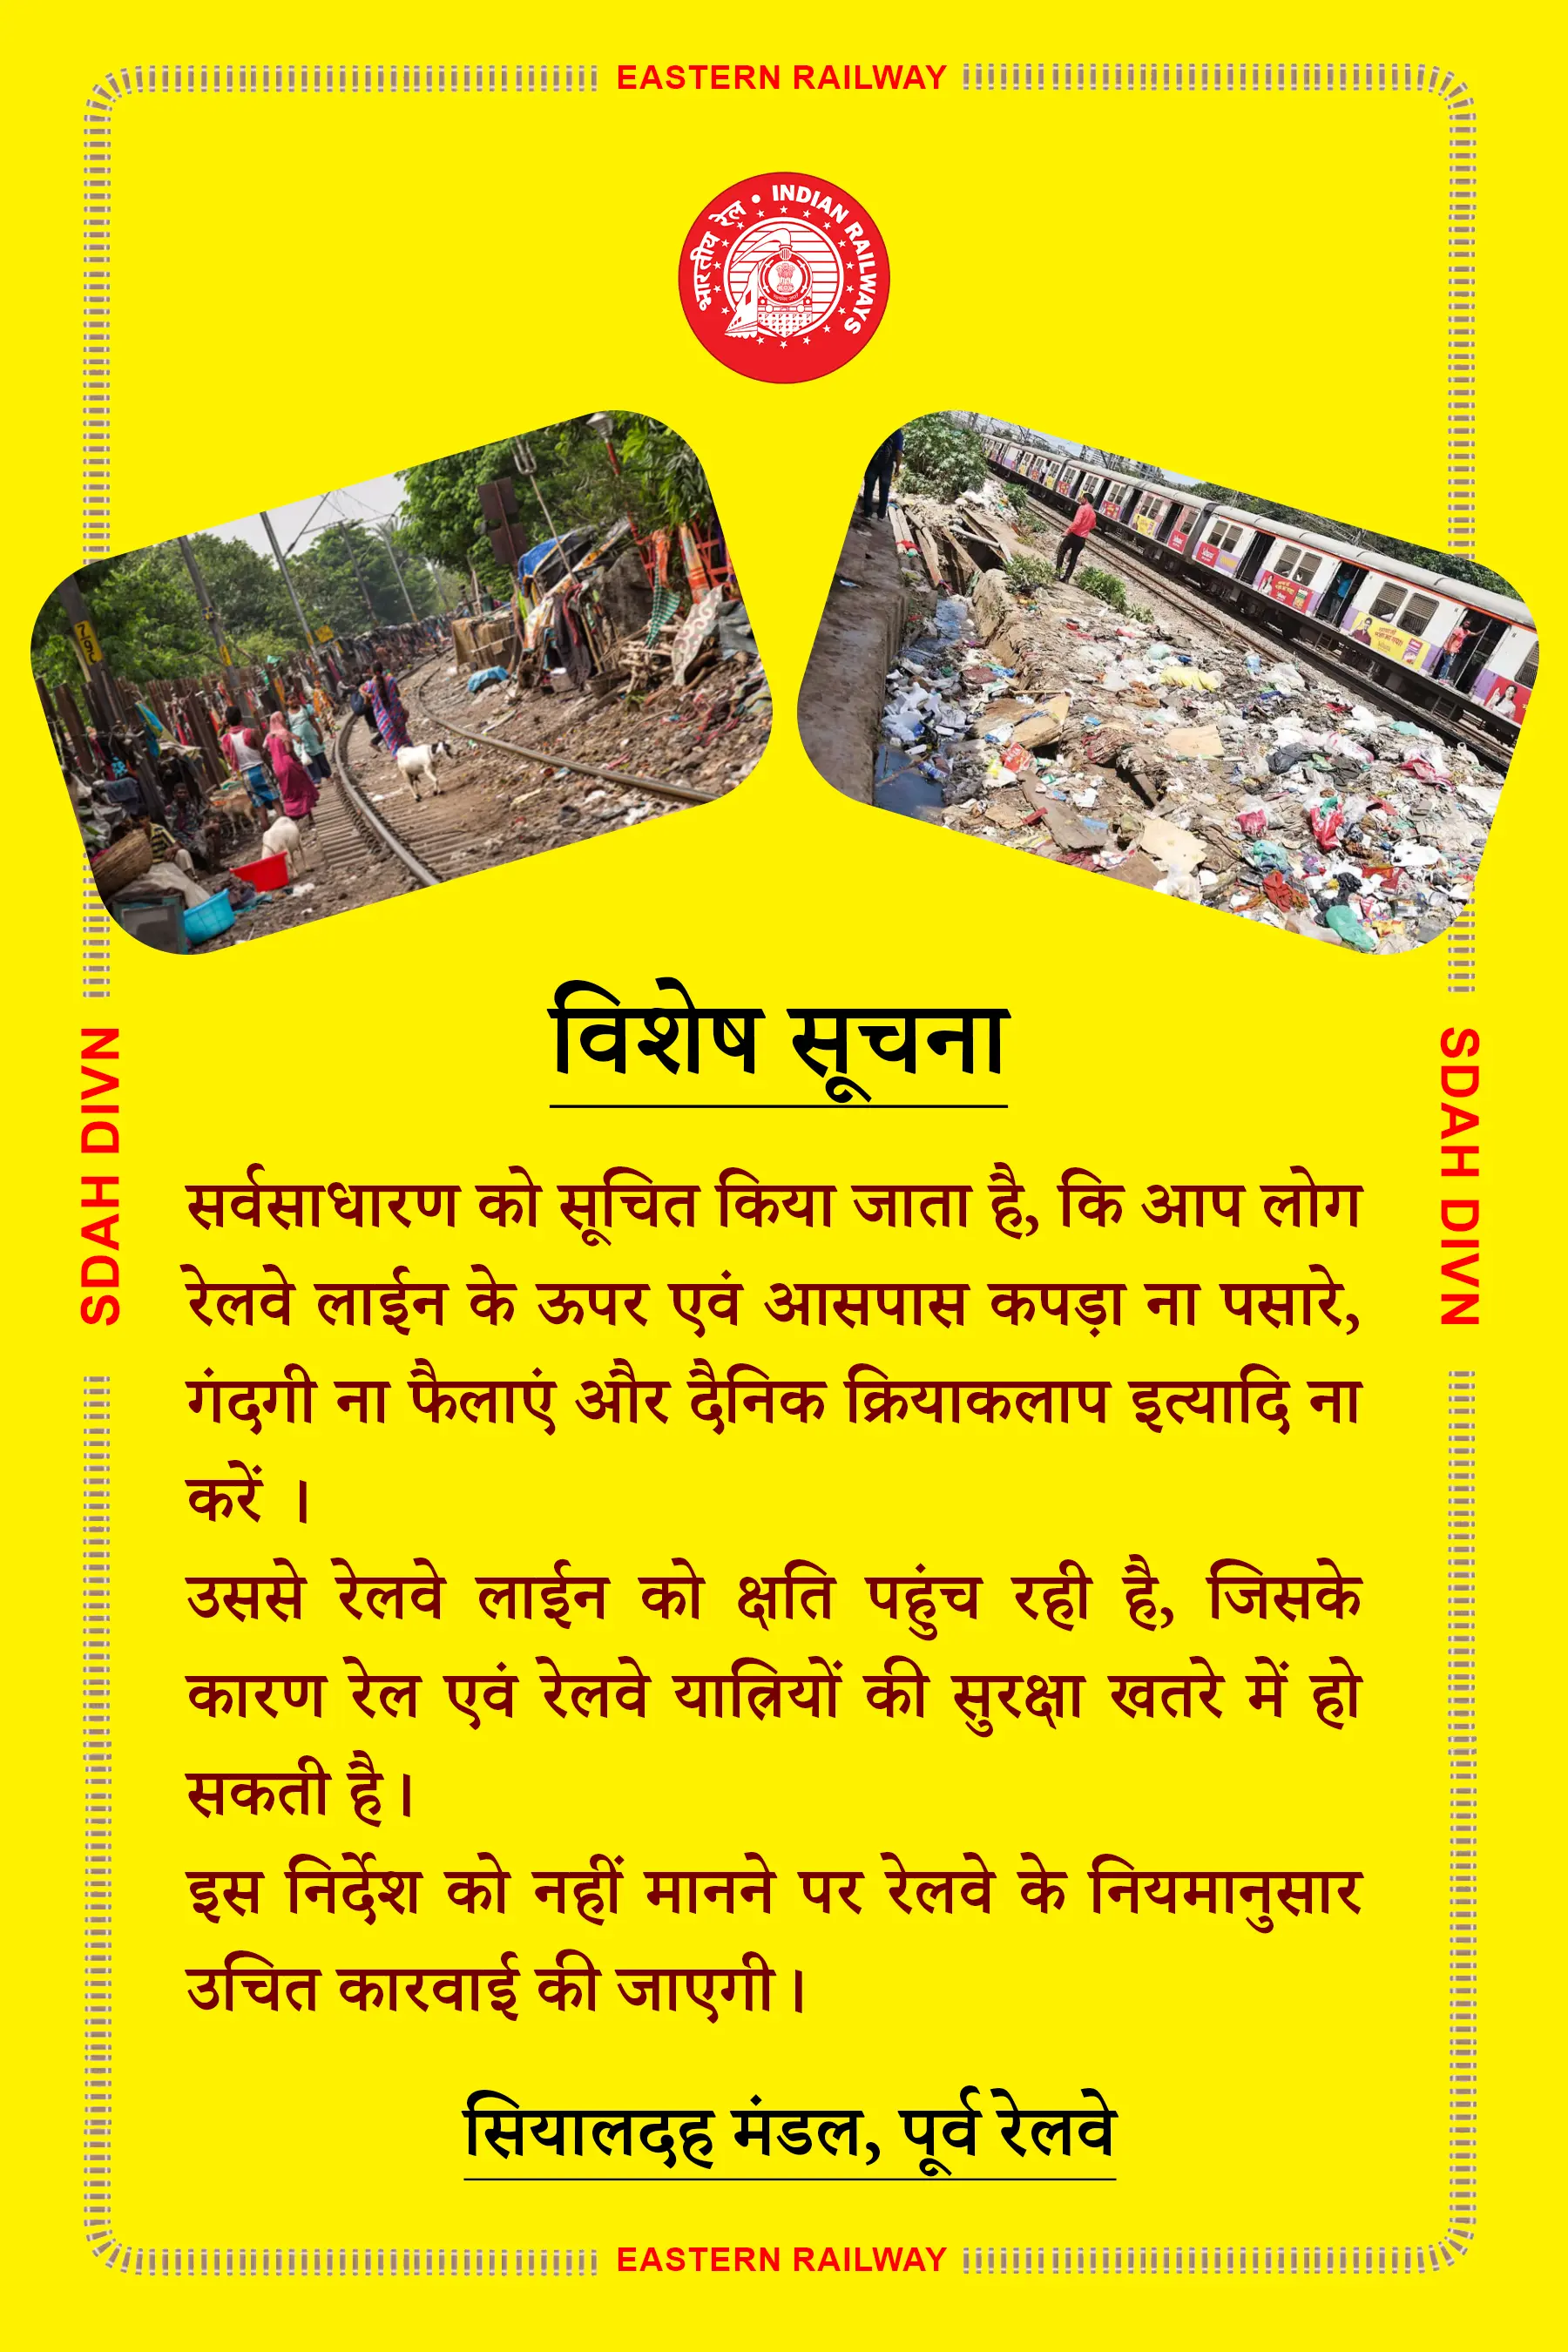 EASTERN RAILWAY
भारतीय रेल • INDIAN RAILWAYS
विशेष सूचना
SDAH DIVN
SDAH DIVN
सर्वसाधारण को सूचित किया जाता है, कि आप लोग
रेलवे लाईन के ऊपर एवं आसपास कपड़ा ना पसारे,
गंदगी ना फैलाएं और दैनिक क्रियाकलाप इत्यादि ना
करें ।
उससे रेलवे लाईन को क्षति पहुंच रही है, जिसके
कारण रेल एवं रेलवे यात्रियों की सुरक्षा खतरे में हो
सकती है।
इस निर्देश को नहीं मानने पर रेलवे के नियमानुसार
उचित कारवाई की जाएगी।
सियालदह मंडल, पूर्व रेलवे
EASTERN RAILWAY